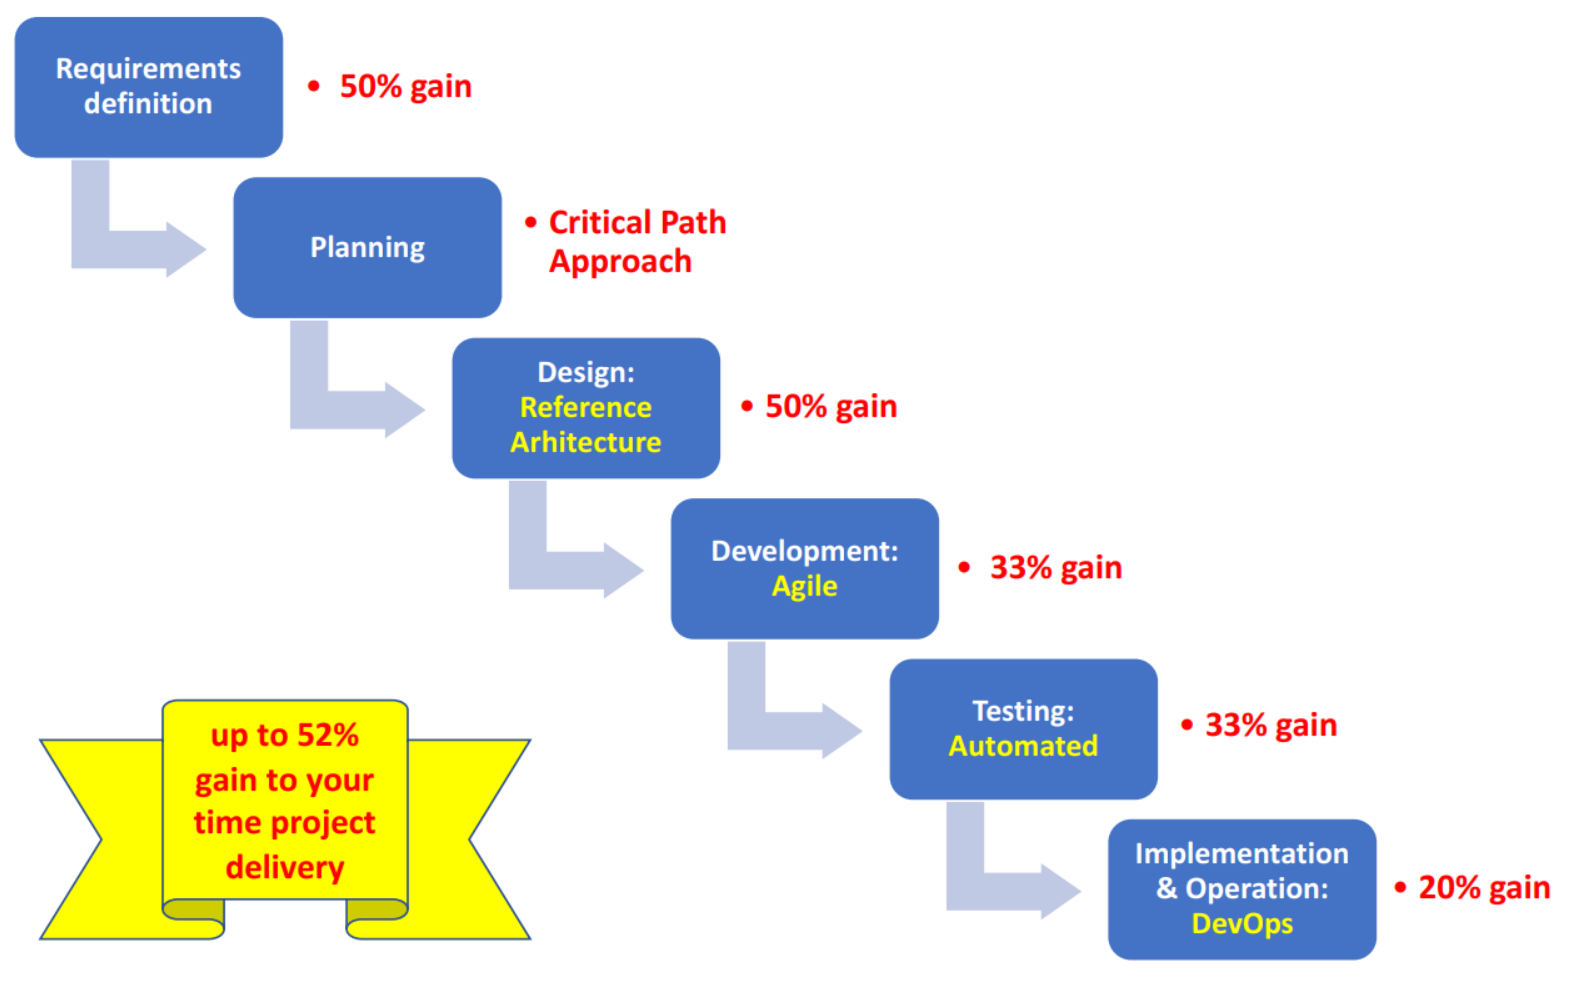 Requirements
definition
• 50% gain
Planning
• Critical Path
Approach
Design:
Reference
Arhitecture
• 50% gain
Development:
Agile
• 33% gain
Testing:
Automated
• 33% gain
Implementation
& Operation:
DevOps
• 20% gain
up to 52%
gain to your
time project
delivery